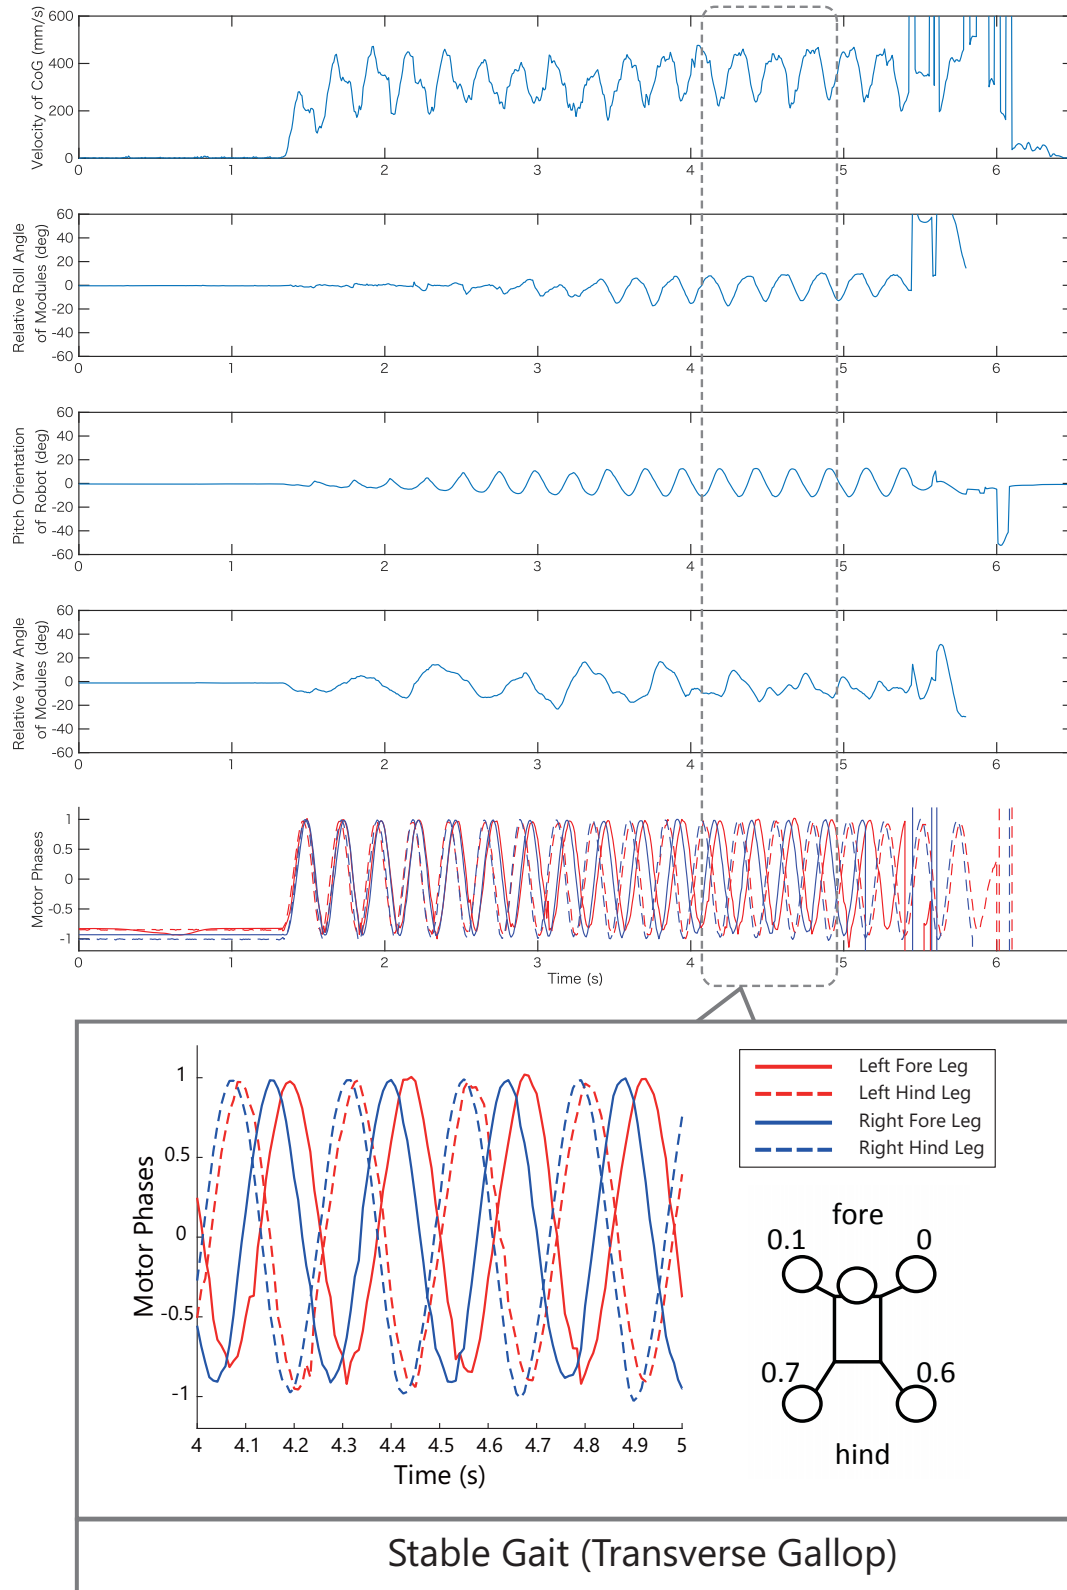 Velocity of CoG (mm/s)
600
400
200
0
0 1 2 3 4 5 6
Relative Roll Angle
of Modules (deg)
60
40
20
0
-20
-40
-60
0 1 2 3 4 5 6
Pitch Orientation
of Robot (deg)
60
40
20
0
-20
-40
-60
0 1 2 3 4 5 6
Relative Yaw Angle
of Modules (deg)
60
40
20
0
-20
-40
-60
0 1 2 3 4 5 6
Motor Phases
1
0.5
0
-0.5
-1
0 1 2 3 4 5 6
Time (s)
Motor Phases
1
0.5
0
-0.5
-1
4 4.1 4.2 4.3 4.4 4.5 4.6 4.7 4.8 4.9 5
Time (s)
Left Fore Leg
Left Hind Leg
Right Fore Leg
Right Hind Leg
fore
0.1 0
0.7 0.6
hind
Stable Gait (Transverse Gallop)